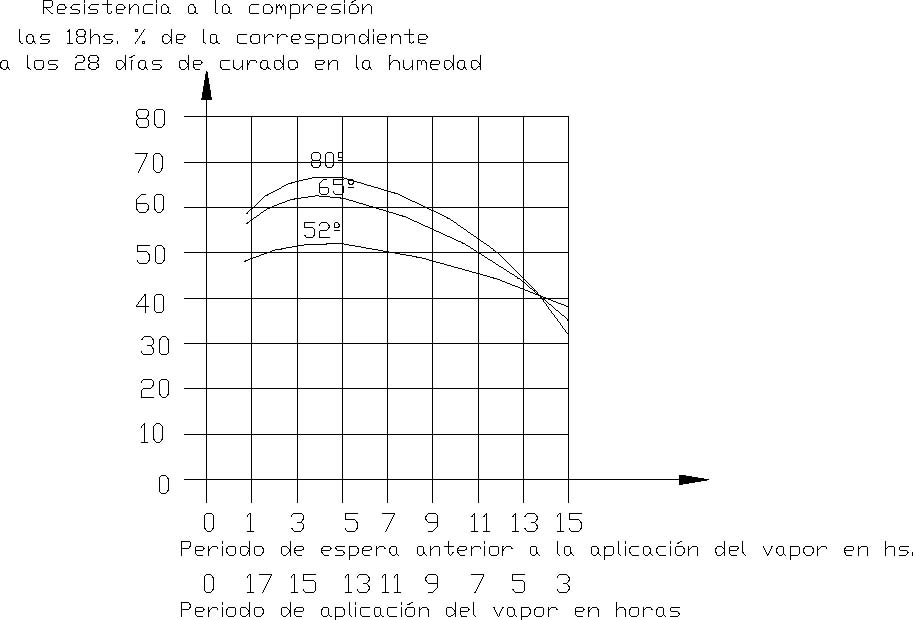 Resistencia a la compresión
las 18hs. % de la correspondiente
a los 28 días de curado en la humedad
80
70
80º
65º
60
52º
50
40
30
20
10
0
0 1 3 5 7 9 11 13 15
Periodo de espera anterior a la aplicación del vapor en hs.
0 17 15 13 11 9 7 5 3
Periodo de aplicación del vapor en horas